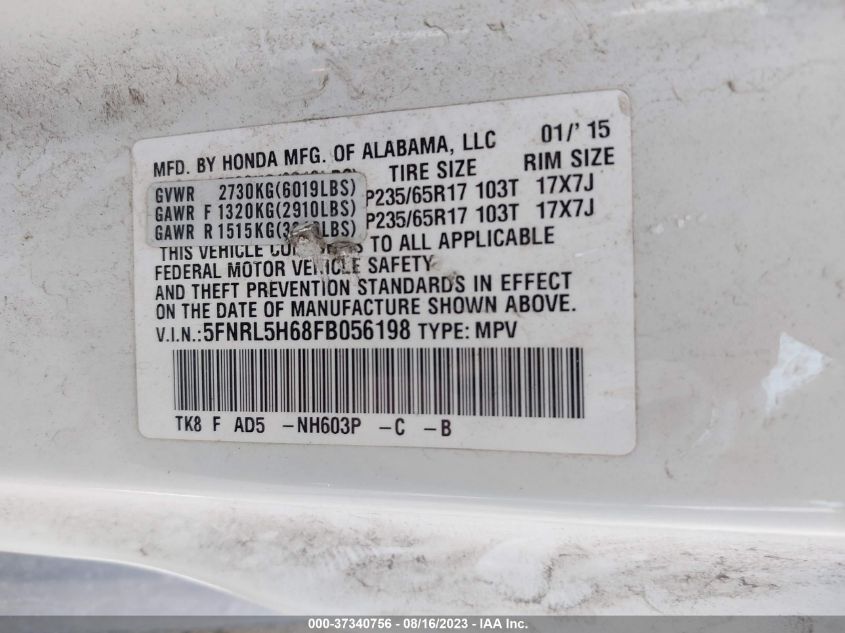 MFD. BY HONDA MFG. OF ALABAMA, LLC 01/'15
TIRE SIZE RIM SIZE
GVWR 2730KG(6019LBS) P235/65R17 103T 17X7J
GAWR F 1320KG(2910LBS) P235/65R17 103T 17X7J
GAWR R 1515KG
THIS VEHICLE TO ALL APPLICABLE
FEDERAL MOTOR VEHICLE SAFETY
AND THEFT PREVENTION STANDARDS IN EFFECT
ON THE DATE OF MANUFACTURE SHOWN ABOVE.
V.I.N.:5FNRL5H68FB056198 TYPE: MPV
TK8 F AD5 -NH603P -C -B
000-37340756 - 08/16/2023 - IAA Inc.